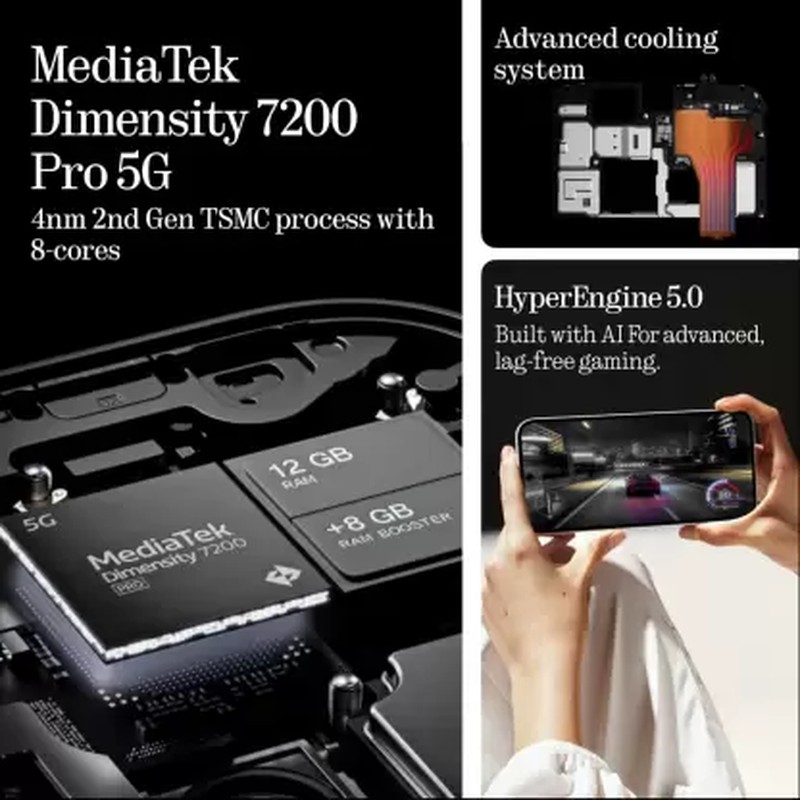 MediaTek
Dimensity 7200
Pro 5G
4nm 2nd Gen TSMC process with
8-cores
5G
MediaTek
Dimensity 7200
PRO
12 GB
RAM
+8 GB
RAM BOOSTER
Advanced cooling
system
HyperEngine 5.0
Built with AI For advanced,
lag-free gaming.